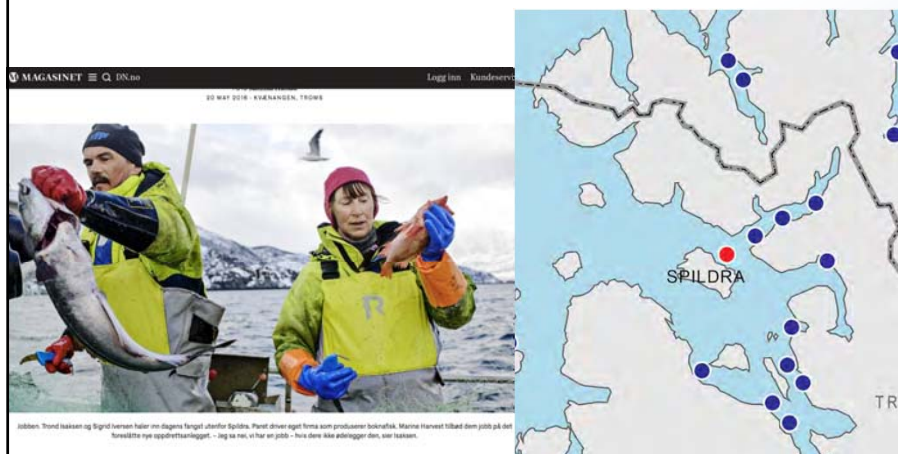 MAGASINET DN.no Logg inn Kundeservi
20 MAY 2016 - KVÆNANGEN, TROMS
SPILDRA
TR
Jobben. Trond Isaksen og Sigrid Iversen haler inn dagens fangst utenfor Spildra. Paret driver eget firma som produserer boknafisk. Marine Harvest tilbød dem jobb på det
foreslåtte nye oppdrettsanlegget. – Jeg sa nei, vi har en jobb – hvis dere ikke ødelegger den, sier Isaksen.